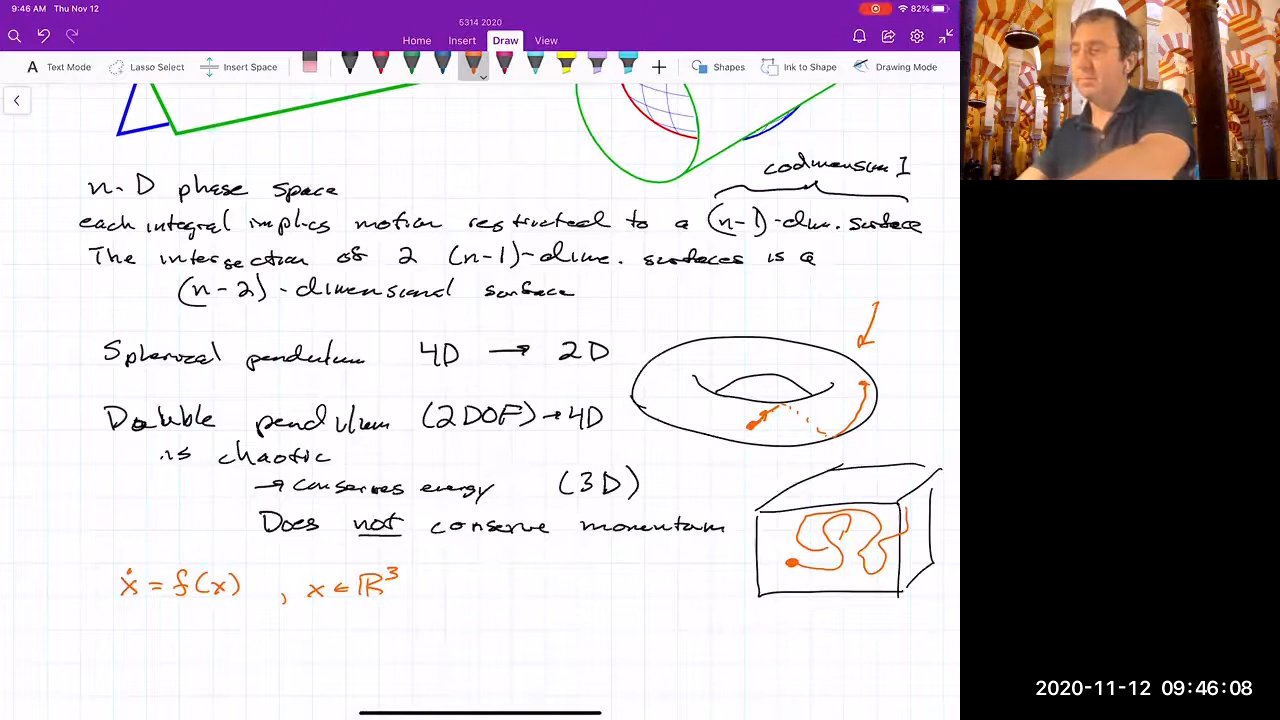 9:46 AM Thu Nov 12
82%
5314 2020
Home Insert Draw View
Text Mode Lasso Select Insert Space Shapes Ink to Shape Drawing Mode
codimension 1
n-D phase space
each integral implies motion restricted to a (n-1)-dim. surface
The intersection of 2 (n-1)-dime. surfaces is a
(n-2)-dimensional surface
Spherical pendulum 4D → 2D
Double pendulum (2DOF) → 4D
is chaotic
→ conserves energy (3D)
Does not conserve momentum
ẋ = f(x) , x ∈ ℝ³
2020-11-12 09:46:08